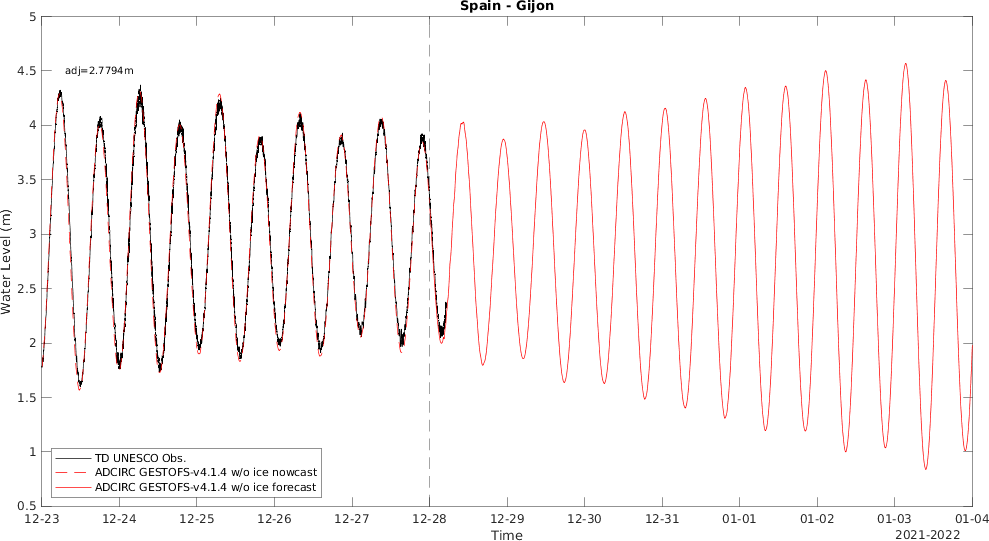 Spain - Gijon
adj=2.7794m
Water Level (m)
5
4.5
4
3.5
3
2.5
2
1.5
1
0.5
TD UNESCO Obs.
ADCIRC GESTOFS-v4.1.4 w/o ice nowcast
ADCIRC GESTOFS-v4.1.4 w/o ice forecast
12-23 12-24 12-25 12-26 12-27 12-28 12-29 12-30 12-31 01-01 01-02 01-03 01-04
Time
2021-2022